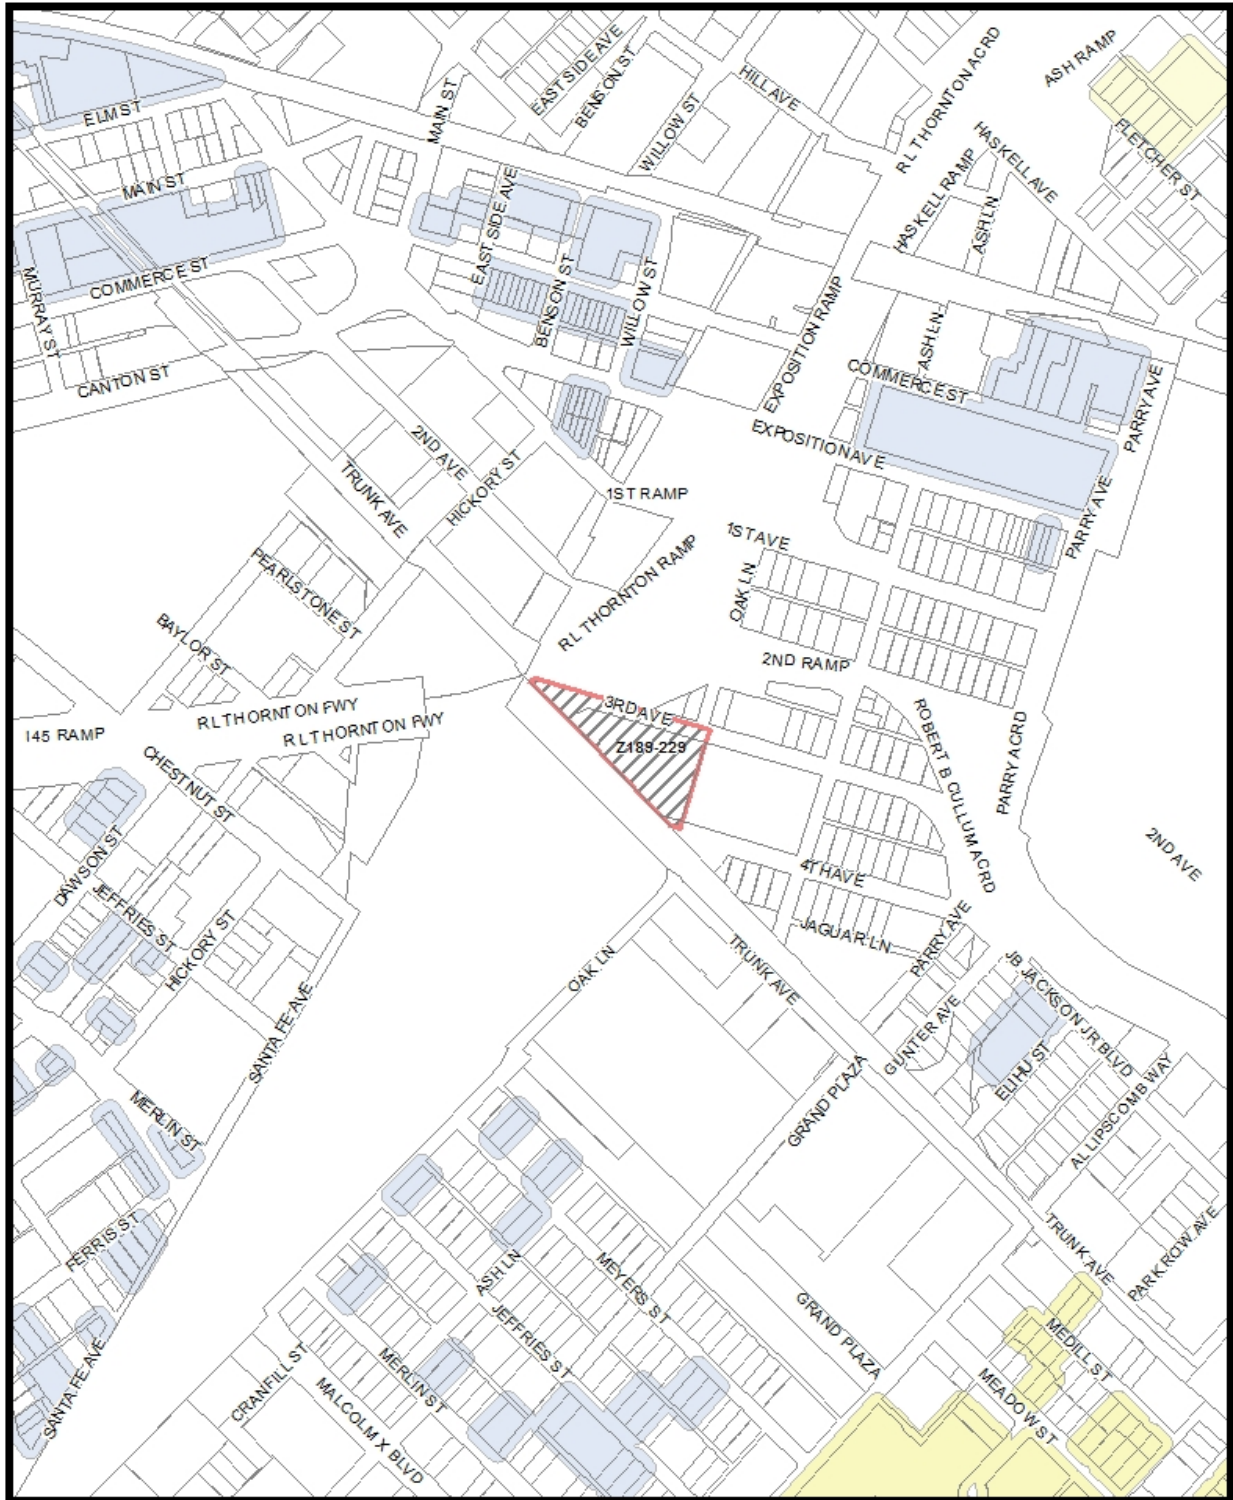 EAST SIDE AVE
BENSON ST
MAIN ST
WILLOW ST
HILL AVE
RL THORNTON ACRD
ASH RAMP
ELM ST
HASKELL AVE
FLETCHER ST
MAIN ST
EAST SIDE AVE
HASKELL RAMP
ASH LN
COMMERCE ST
MURRAY ST
BENSON ST
WILLOW ST
EXPOSITION RAMP
ASH LN
CANTON ST
COMMERCE ST
PARRY AVE
EXPOSITION AVE
2ND AVE
HICKORY ST
TRUNK AVE
1ST RAMP
PARRY AVE
1ST AVE
PEARLSTONE ST
RL THORNTON RAMP
OAK LN
BAYLOR ST
2ND RAMP
RL THORNTON FWY
RL THORNTON FWY
I45 RAMP
3RD AVE
Z189-229
ROBERT B CULLUM ACRD
PARRY ACRD
CHESTNUT ST
DAWSON ST
2ND AVE
4TH AVE
JEFFRIES ST
HICKORY ST
JAGUAR LN
PARRY AVE
OAK LN
TRUNK AVE
JB JACKSON JR BLVD
SANTA FE AVE
GUNTER AVE
ELIHU ST
GRAND PLAZA
AL LIPSCOMB WAY
MERLIN ST
FERRIS ST
ASH LN
MEYERS ST
TRUNK AVE
PARK ROW AVE
JEFFRIES ST
GRAND PLAZA
MEDILL ST
SANTA FE AVE
CRANFILL ST
MERLIN ST
MALCOLM X BLVD
MEADOW ST